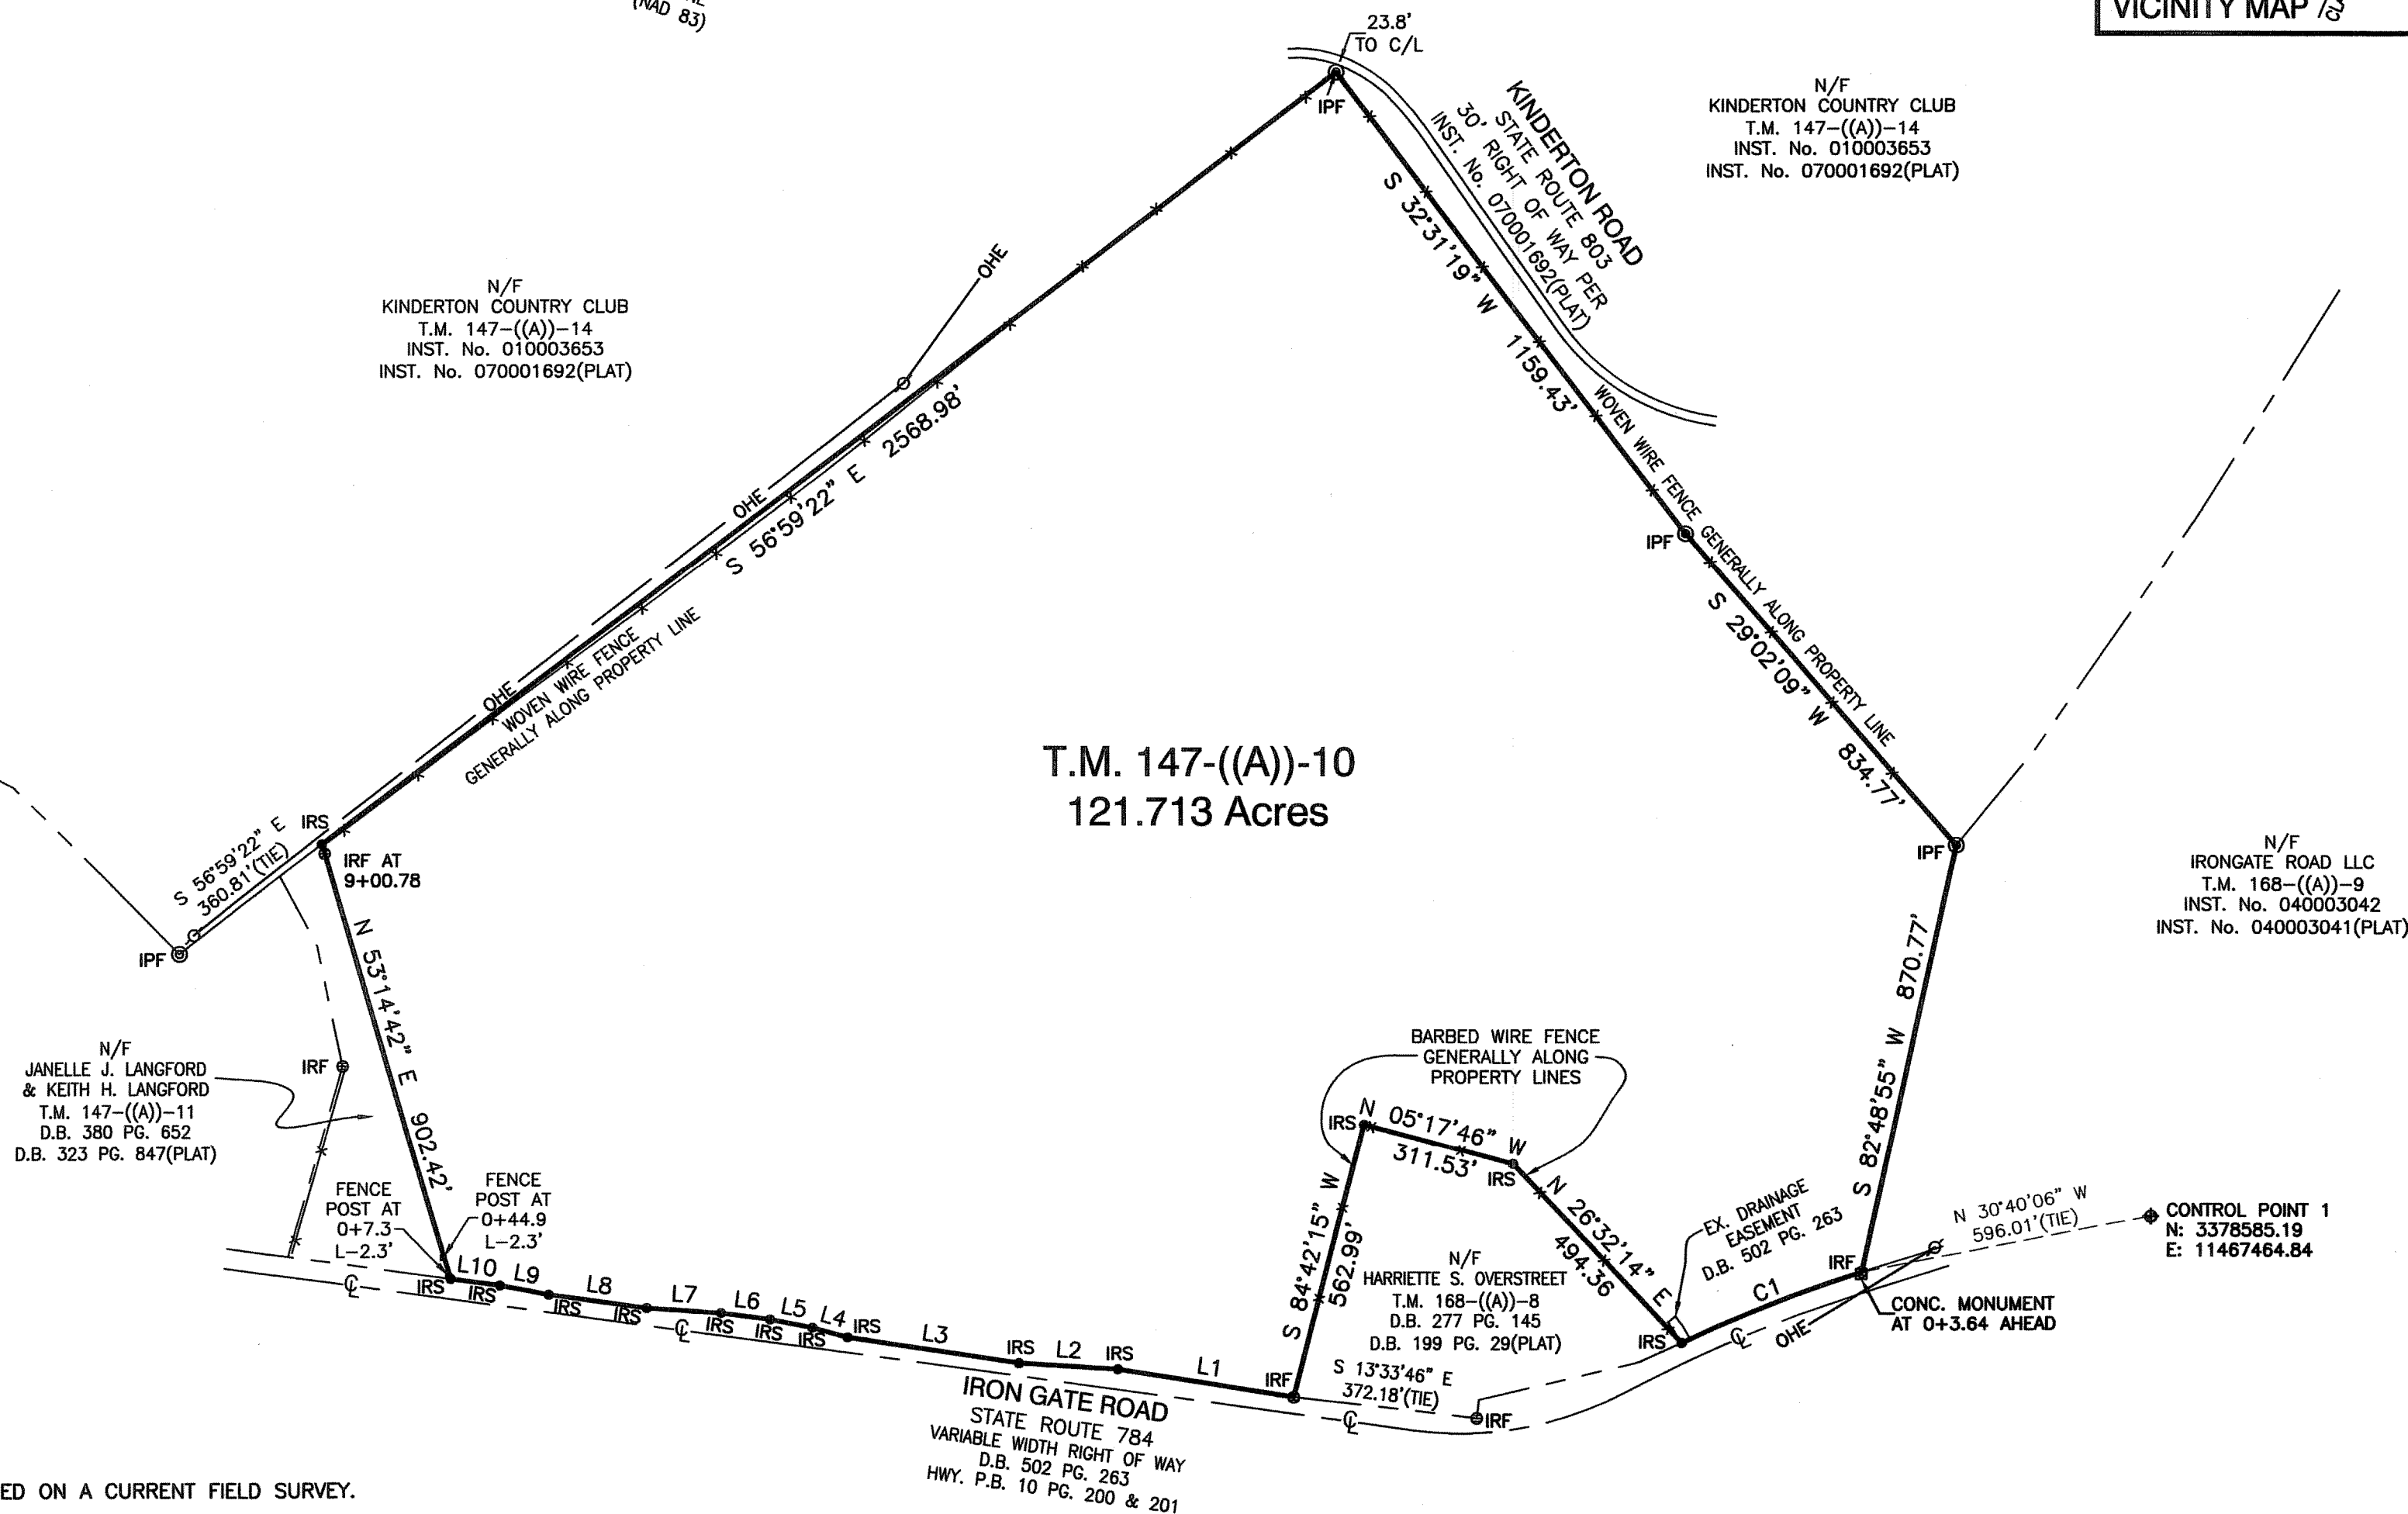 (NAD 83)
VICINITY MAP
23.8'
TO C/L
IPF
KINDERTON ROAD
STATE ROUTE 803
30' RIGHT OF WAY PER
INST. No. 070001692(PLAT)
N/F
KINDERTON COUNTRY CLUB
T.M. 147-((A))-14
INST. No. 010003653
INST. No. 070001692(PLAT)
S 32°31'19" W 1159.43'
N/F
KINDERTON COUNTRY CLUB
T.M. 147-((A))-14
INST. No. 010003653
INST. No. 070001692(PLAT)
OHE
OHE
OHE
S 56°59'22" E 2568.98'
WOVEN WIRE FENCE
GENERALLY ALONG PROPERTY LINE
WOVEN WIRE FENCE GENERALLY ALONG PROPERTY LINE
IPF
S 29°02'09" W 834.77'
T.M. 147-((A))-10
121.713 Acres
IPF
S 56°59'22" E
360.81'(TIE)
IRS
IRF AT
9+00.78
IPF
N/F
IRONGATE ROAD LLC
T.M. 168-((A))-9
INST. No. 040003042
INST. No. 040003041(PLAT)
S 82°48'55" W 870.77'
N 53°14'42" E 902.42'
N/F
JANELLE J. LANGFORD
& KEITH H. LANGFORD
T.M. 147-((A))-11
D.B. 380 PG. 652
D.B. 323 PG. 847(PLAT)
IRF
FENCE
POST AT
0+7.3
L-2.3'
FENCE
POST AT
0+44.9
L-2.3'
BARBED WIRE FENCE
GENERALLY ALONG
PROPERTY LINES
IRS
N 05°17'46" W
311.53'
IRS
N 26°32'14" E
494.36
S 84°42'15" W
562.99'
N/F
HARRIETTE S. OVERSTREET
T.M. 168-((A))-8
D.B. 277 PG. 145
D.B. 199 PG. 29(PLAT)
EX. DRAINAGE
EASEMENT
D.B. 502 PG. 263
N 30°40'06" W
596.01'(TIE)
CONTROL POINT 1
N: 3378585.19
E: 11467464.84
IRF
CONC. MONUMENT
AT 0+3.64 AHEAD
C1
OHE
IRS
S 13°33'46" E
372.18'(TIE)
IRF
IRF
L10 L9 L8 L7 L6 L5 L4 L3 L2 L1
IRS IRS IRS IRS IRS IRS IRS IRS IRS IRS
CL CL CL CL
IRON GATE ROAD
STATE ROUTE 784
VARIABLE WIDTH RIGHT OF WAY
D.B. 502 PG. 263
HWY. P.B. 10 PG. 200 & 201
ED ON A CURRENT FIELD SURVEY.